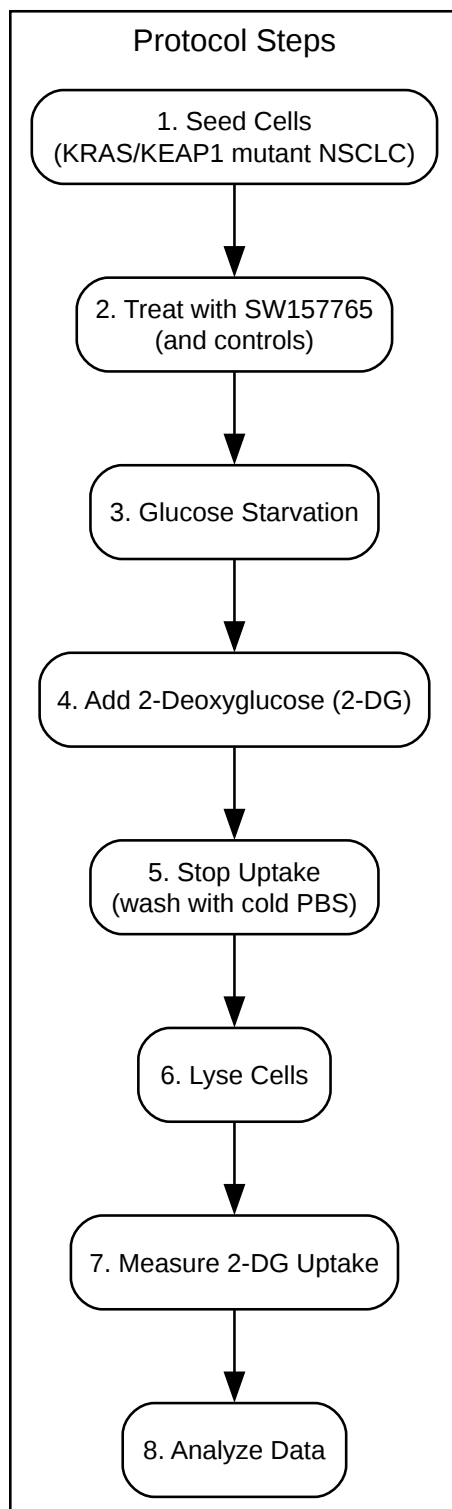 Protocol Steps
1. Seed Cells
(KRAS/KEAP1 mutant NSCLC)
2. Treat with SW157765
(and controls)
3. Glucose Starvation
4. Add 2-Deoxyglucose (2-DG)
5. Stop Uptake
(wash with cold PBS)
6. Lyse Cells
7. Measure 2-DG Uptake
8. Analyze Data